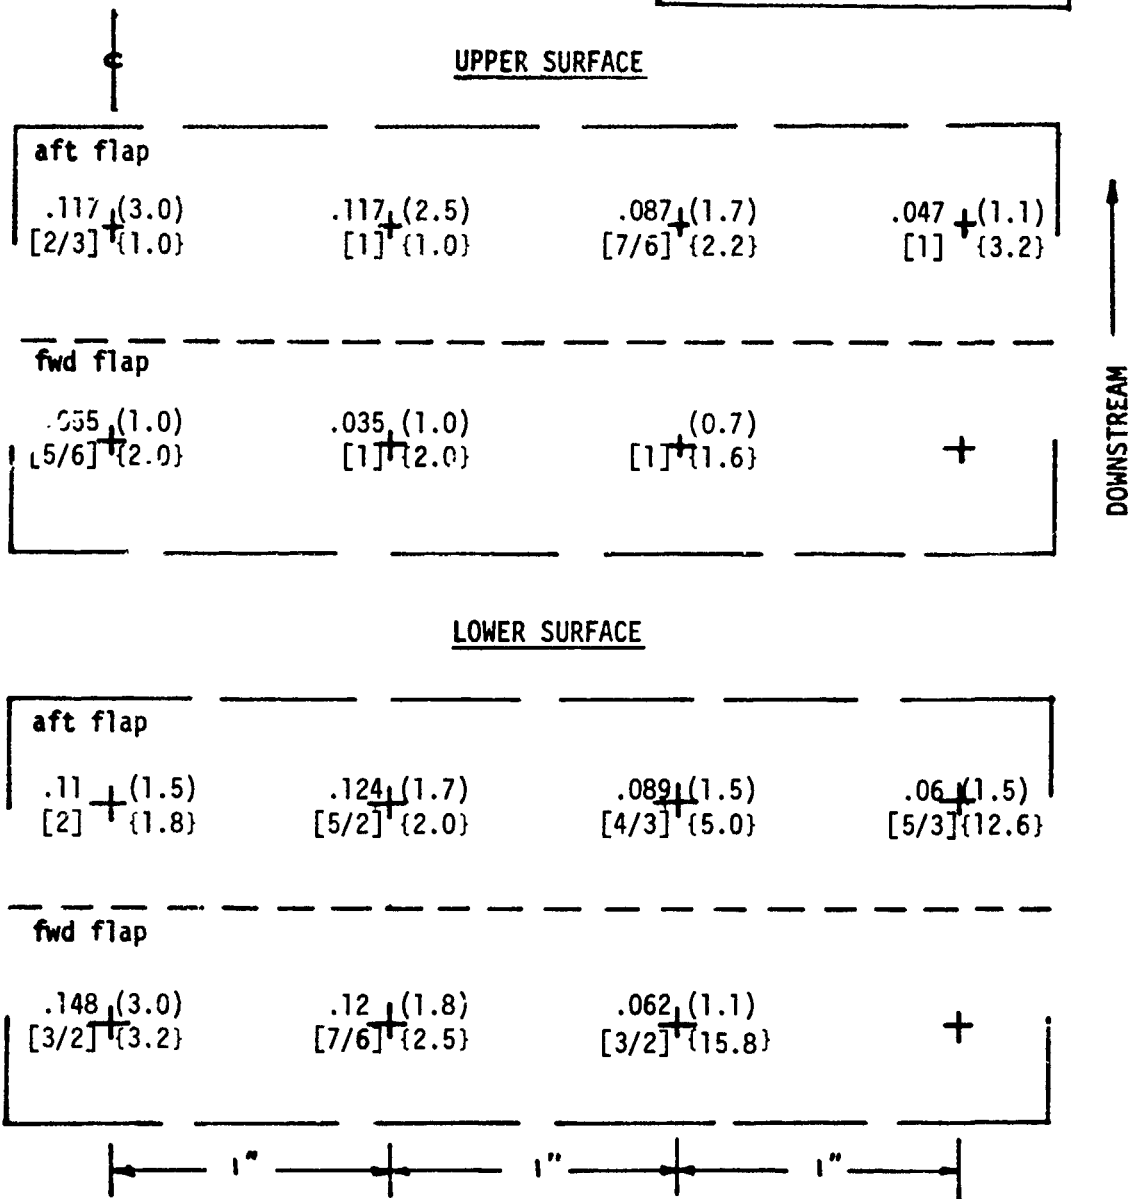 UPPER SURFACE
aft flap
.117 (3.0) .117 (2.5) .087 (1.7) .047 (1.1)
[2/3] {1.0} [1] {1.0} [7/6] {2.2} [1] {3.2}
fwd flap
(1.0) .035 (1.0) (0.7)
5/6] {2.0} [1] {2.0} [1] {1.6}
DOWNSTREAM
LOWER SURFACE
aft flap
.11 (1.5) .124 (1.7) .089 (1.5) .06 (1.5)
[2] {1.8} [5/2] {2.0} [4/3] {5.0} [5/3] {12.6}
fwd flap
.148 (3.0) .12 (1.8) .062 (1.1)
[3/2] {3.2} [7/6] {2.5} [3/2] {15.8}
1" 1" 1"